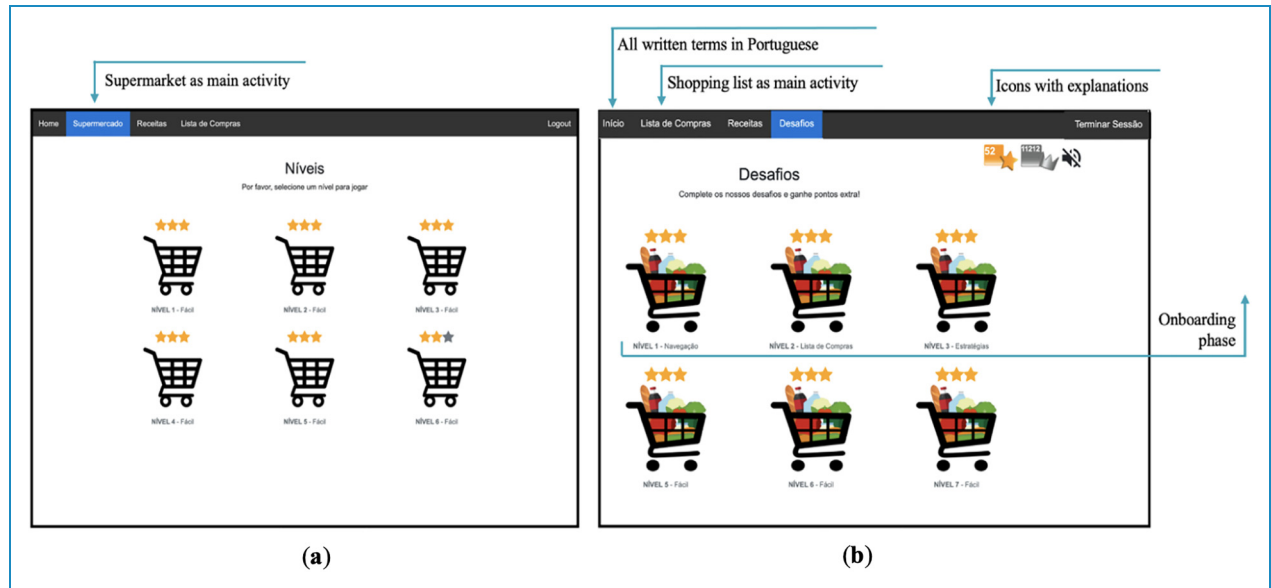 Supermarket as main activity
Home Supermercado Receitas Lista de Compras Logout
Níveis
Por favor, selecione um nível para jogar
NÍVEL 1 - Fácil NÍVEL 2 - Fácil NÍVEL 3 - Fácil
NÍVEL 4 - Fácil NÍVEL 5 - Fácil NÍVEL 6 - Fácil
(a)
All written terms in Portuguese
Shopping list as main activity
Icons with explanations
Início Lista de Compras Receitas Desafios Terminar Sessão
52 11212
Desafios
Complete os nossos desafios e ganhe pontos extra!
NÍVEL 1 - Navegação NÍVEL 2 - Lista de Compras NÍVEL 3 - Estratégias
Onboarding
phase
NÍVEL 5 - Fácil NÍVEL 6 - Fácil NÍVEL 7 - Fácil
(b)